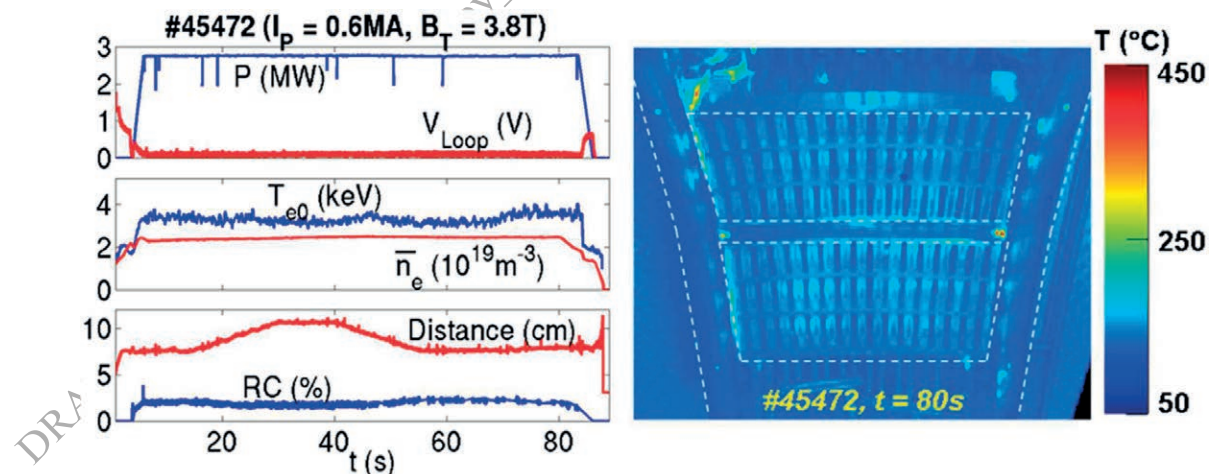 #45472 (I_P = 0.6MA, B_T = 3.8T)
3
2
1
0
P (MW)
V_Loop (V)
4
2
0
T_e0 (keV)
n̅_e (10^19 m^-3)
10
5
0
Distance (cm)
RC (%)
20 40 60 80
t (s)
T (°C)
450
250
50
#45472, t = 80s
DRA